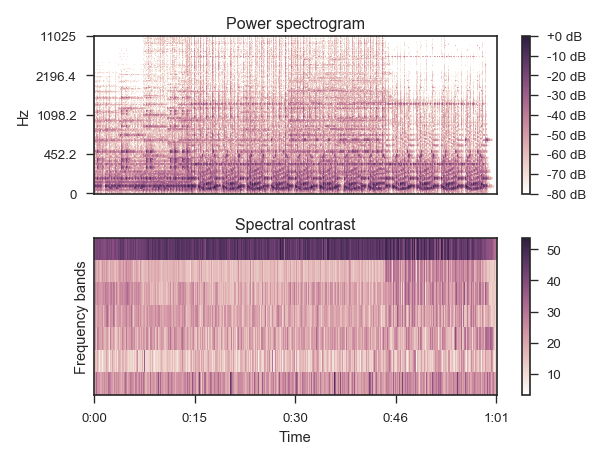 Power spectrogram
11025
2196.4
1098.2
452.2
0
Hz
+0 dB
-10 dB
-20 dB
-30 dB
-40 dB
-50 dB
-60 dB
-70 dB
-80 dB
Spectral contrast
Frequency bands
50
40
30
20
10
0:00
0:15
0:30
0:46
1:01
Time